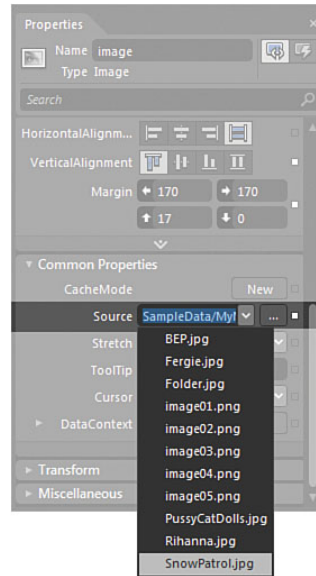 Properties
Name image
Type Image
Search
HorizontalAlignm...
VerticalAlignment
Margin 170 170
17 0
Common Properties
CacheMode New
Source SampleData/Myf ...
Stretch
ToolTip
Cursor
DataContext
BEP.jpg
Fergie.jpg
Folder.jpg
image01.png
image02.png
image03.png
image04.png
image05.png
PussyCatDolls.jpg
Rihanna.jpg
SnowPatrol.jpg
Transform
Miscellaneous